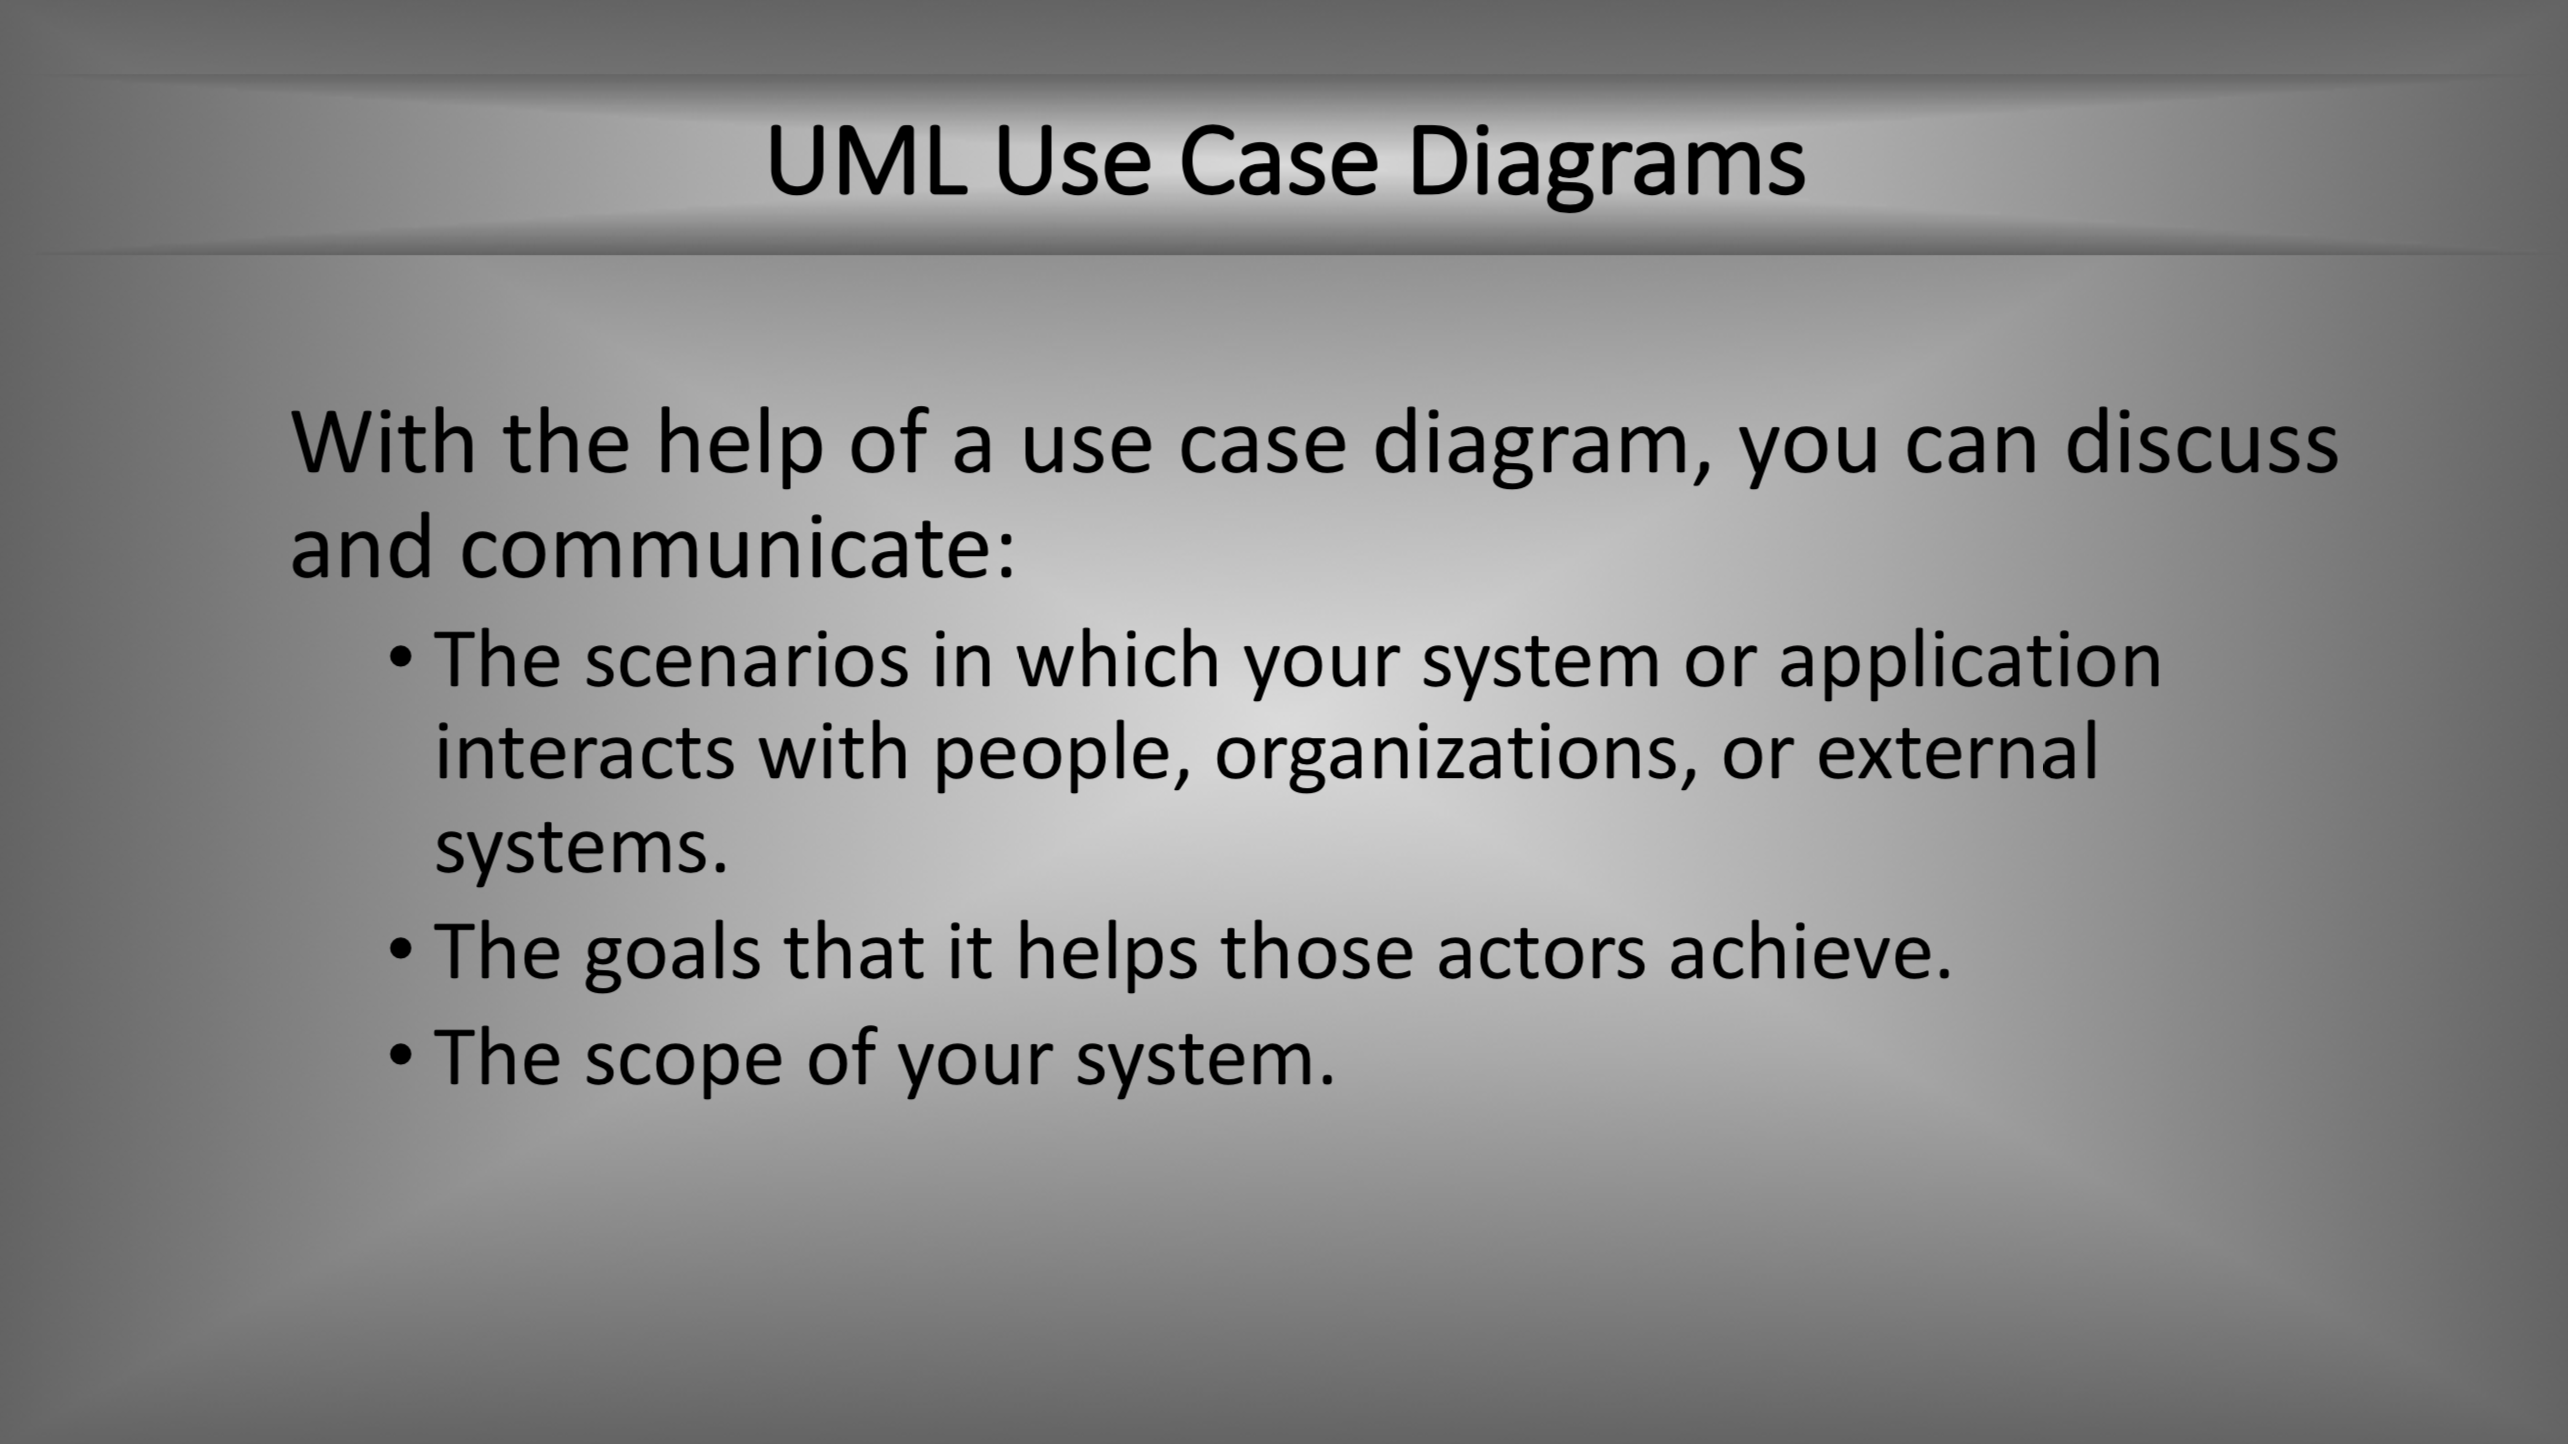 UML Use Case Diagrams
With the help of a use case diagram, you can discuss
and communicate:
• The scenarios in which your system or application
interacts with people, organizations, or external
systems.
• The goals that it helps those actors achieve.
• The scope of your system.